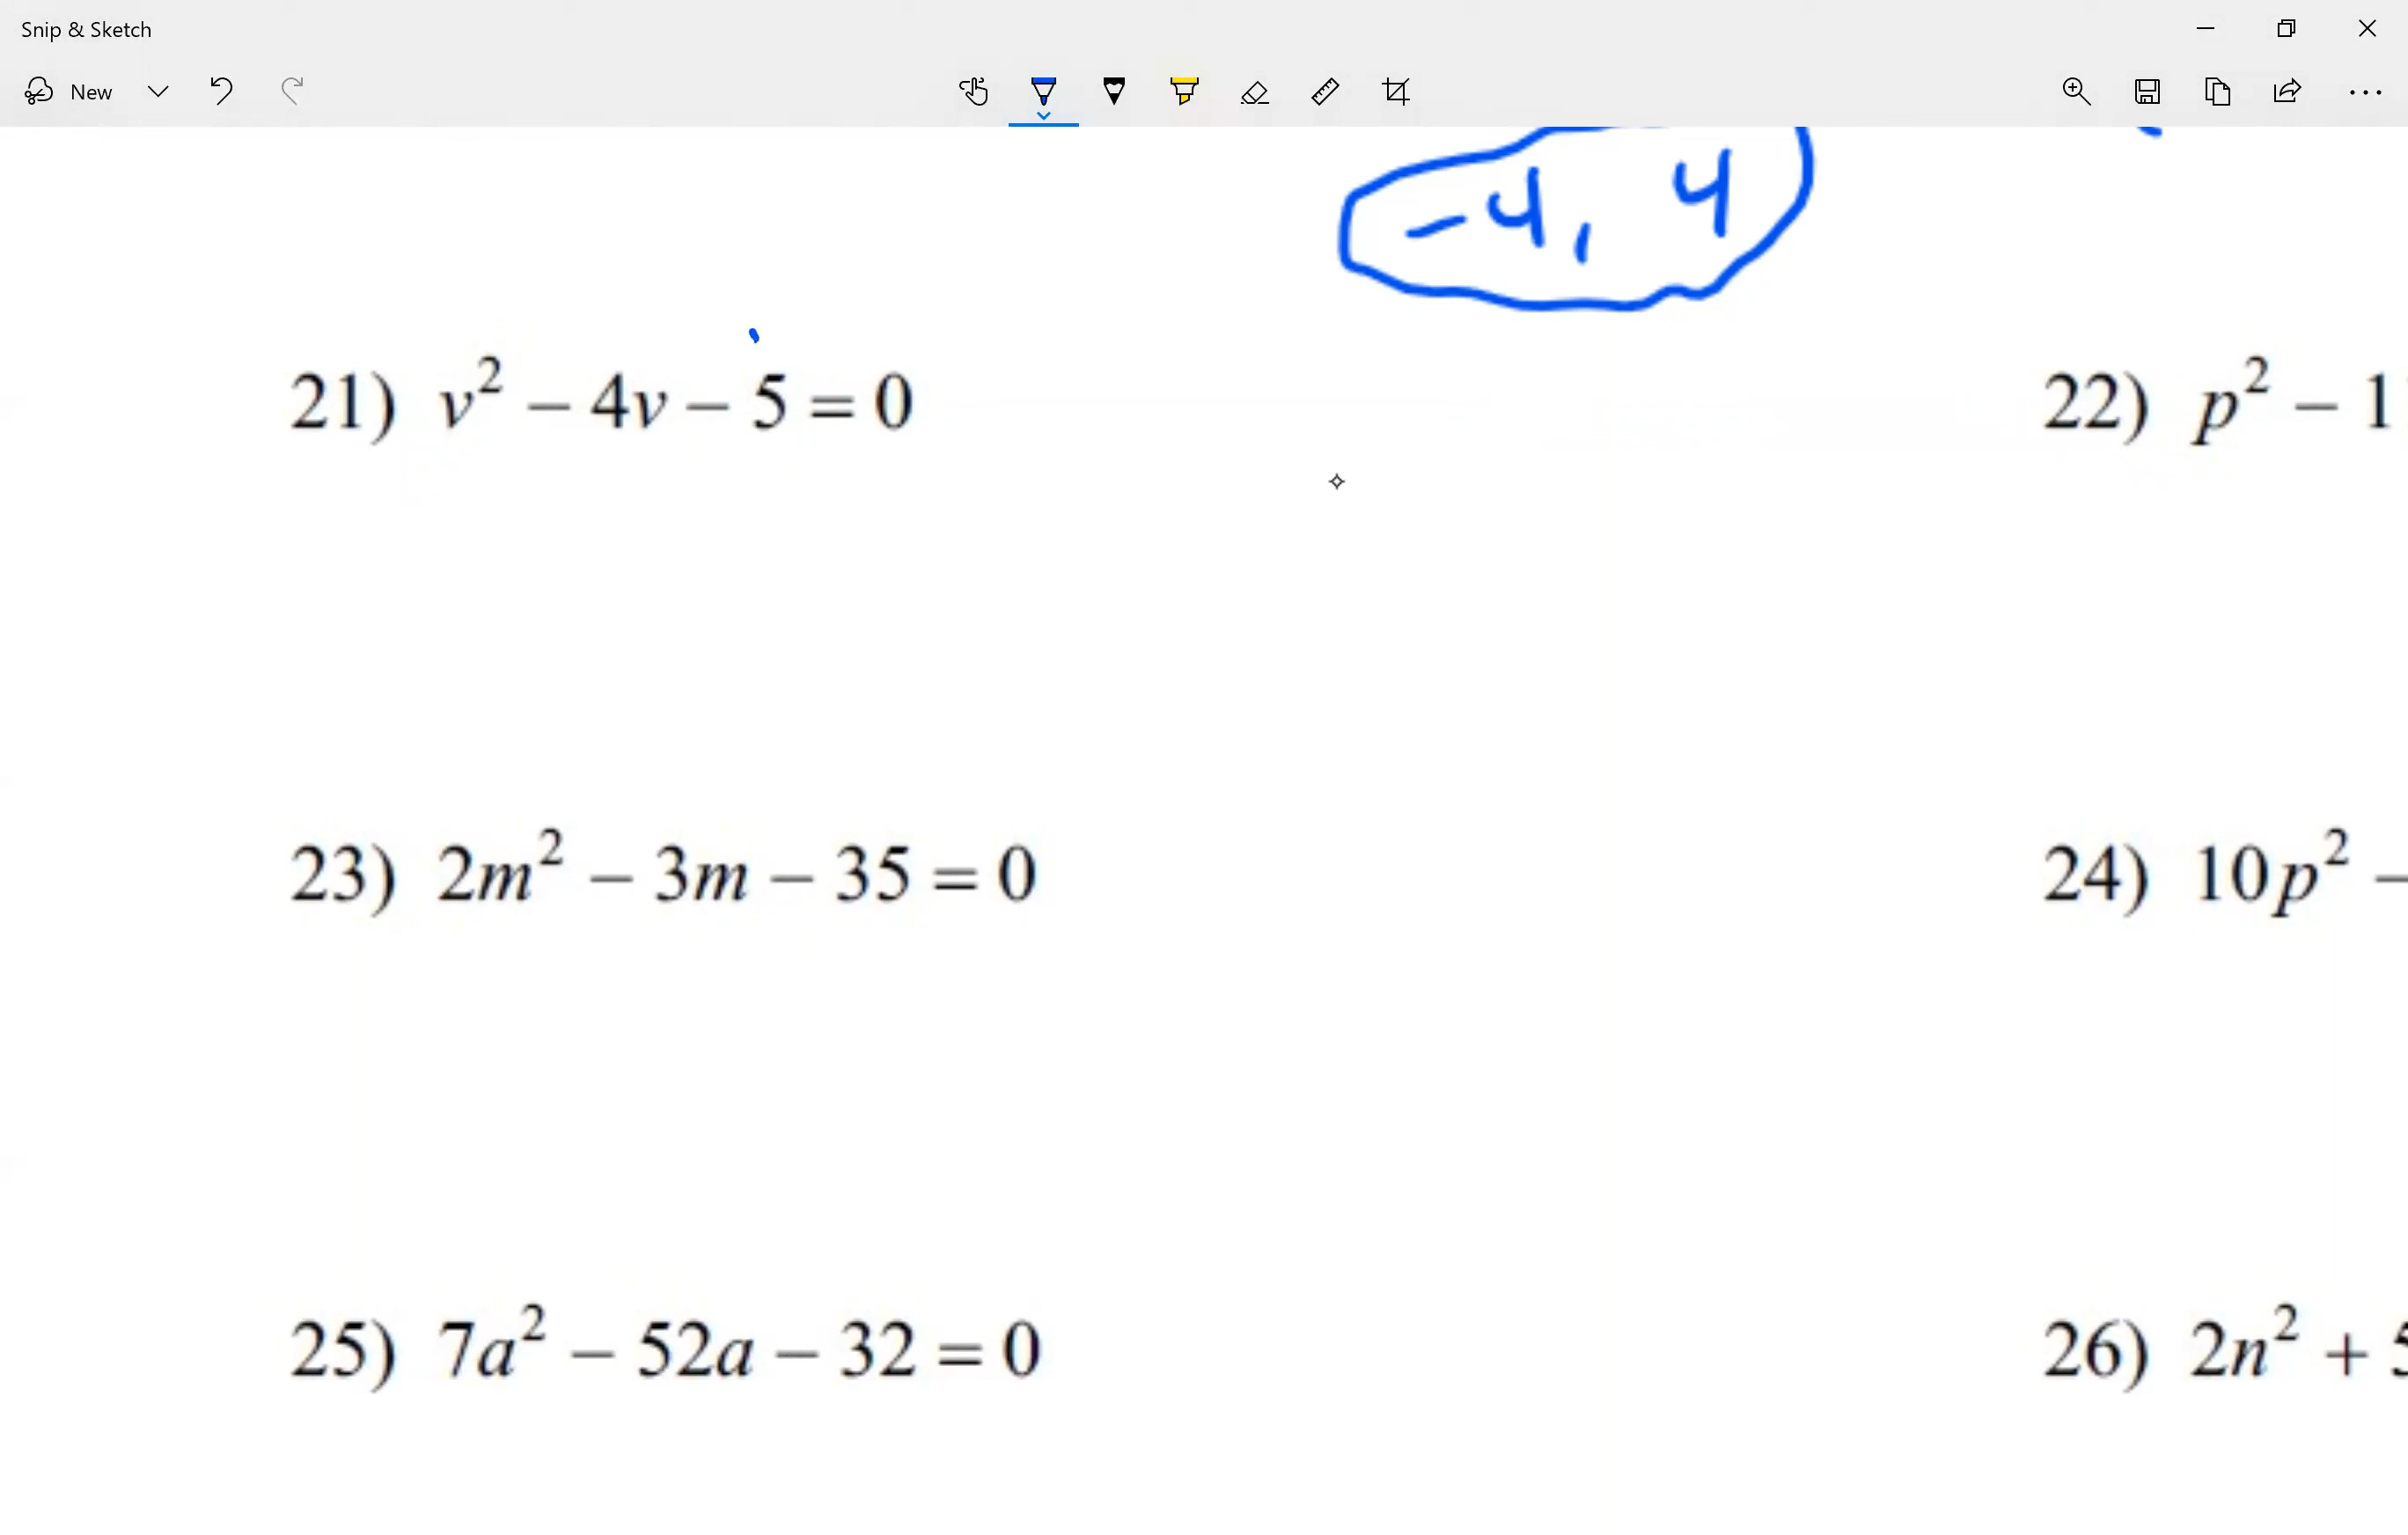 Snip & Sketch
New
-4, 4
21) v² − 4v − 5 = 0
22) p² − 1
23) 2m² − 3m − 35 = 0
24) 10p² −
25) 7a² − 52a − 32 = 0
26) 2n² + 5